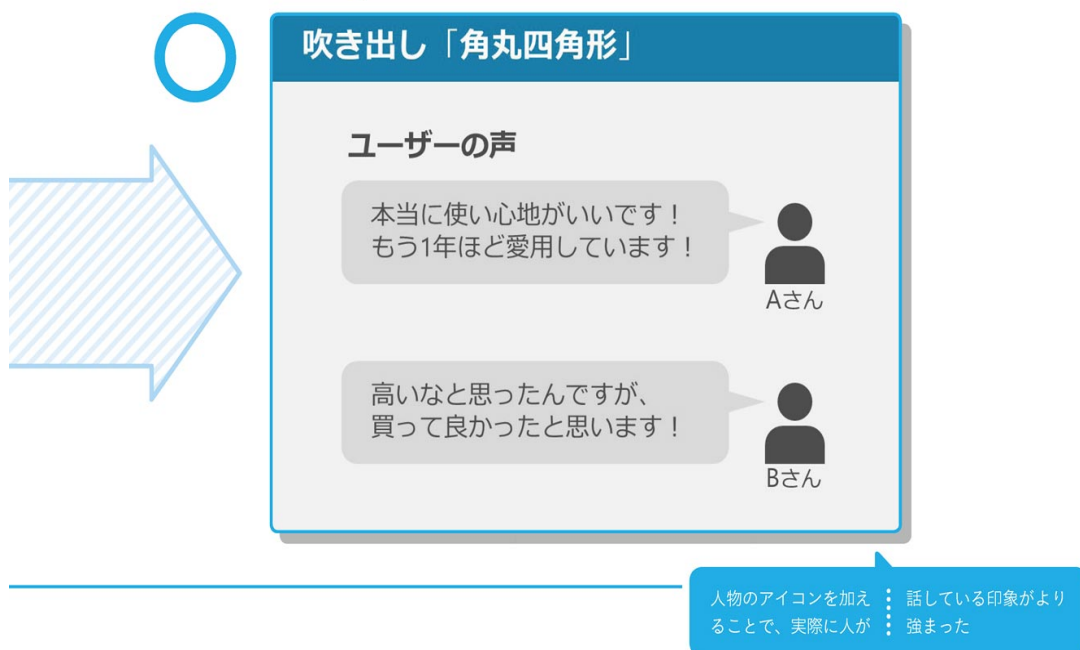 吹き出し「角丸四角形」
ユーザーの声
本当に使い心地がいいです！
もう1年ほど愛用しています！
Aさん
高いなと思ったんですが、
買って良かったと思います！
Bさん
人物のアイコンを加え
ることで、実際に人が
話している印象がより
強まった